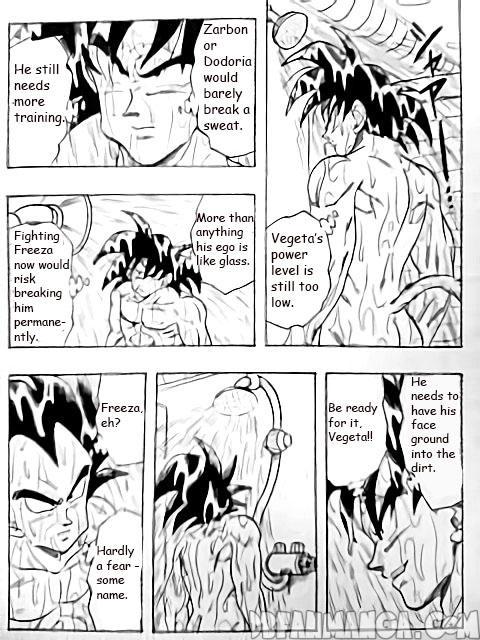 Vegeta's
power
level is
still too
low.
Zarbon
or
Dodoria
would
barely
break a
sweat.
He still
needs
more
training.
More than
anything
his ego is
like glass.
Fighting
Freeza
now would
risk
breaking
him
permane-
ntly.
He
needs to
have his
face
ground
into the
dirt.
Be ready
for it,
Vegeta!!
Freeza,
eh?
Hardly
a fear-
some
name.
DBFANMANGA.COM